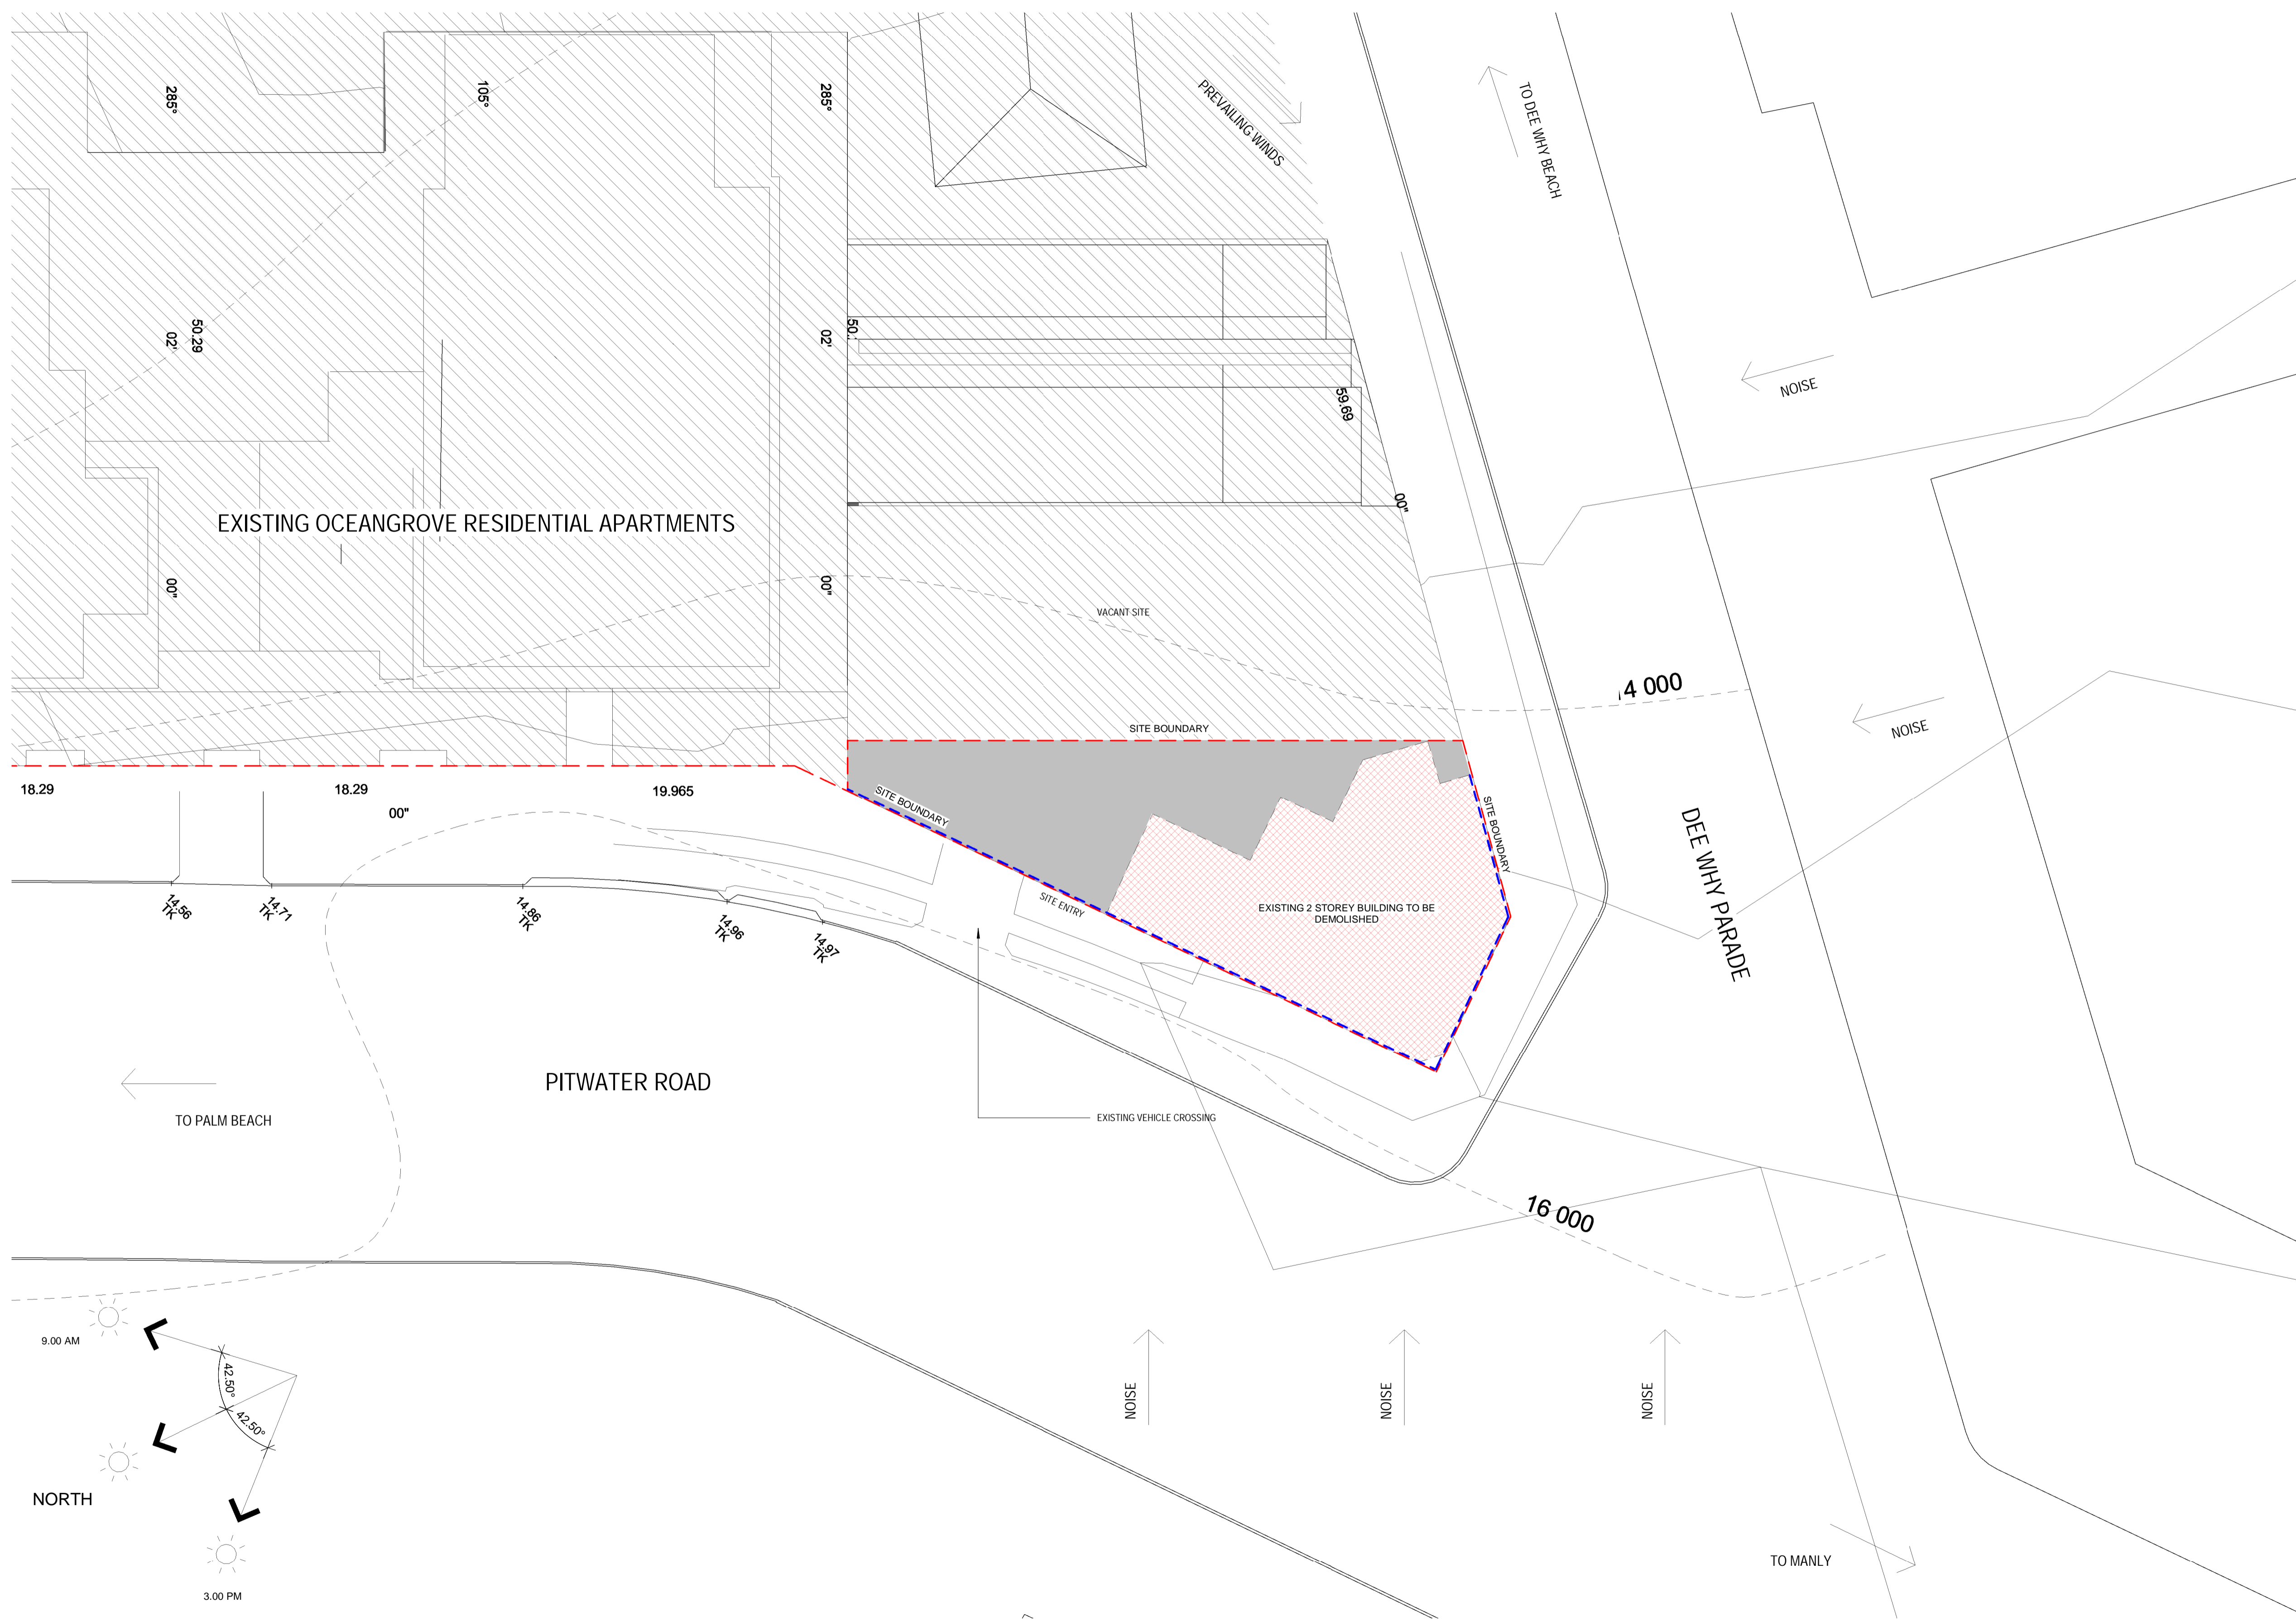 285°
105°
285°
PREVAILING WINDS
TO DEE WHY BEACH
50.29
02'
02'
50.
59.69
NOISE
EXISTING OCEANGROVE RESIDENTIAL APARTMENTS
00"
00"
00"
VACANT SITE
4 000
NOISE
SITE BOUNDARY
18.29
18.29
19.965
00"
SITE BOUNDARY
SITE BOUNDARY
DEE WHY PARADE
SITE ENTRY
EXISTING 2 STOREY BUILDING TO BE
DEMOLISHED
14.56
TK
14.71
TK
14.86
TK
14.96
TK
14.97
TK
PITWATER ROAD
TO PALM BEACH
EXISTING VEHICLE CROSSING
16 000
9.00 AM
42.50°
42.50°
NORTH
3.00 PM
NOISE
NOISE
NOISE
TO MANLY